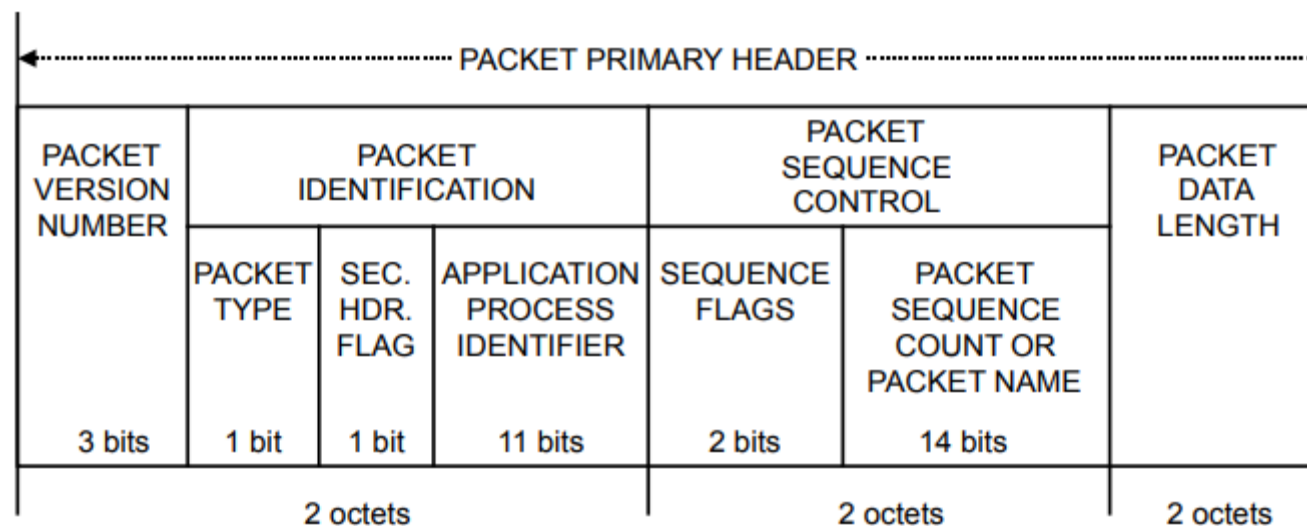 PACKET PRIMARY HEADER
PACKET
VERSION
NUMBER
3 bits
PACKET
IDENTIFICATION
PACKET
TYPE
1 bit
SEC.
HDR.
FLAG
1 bit
APPLICATION
PROCESS
IDENTIFIER
11 bits
PACKET
SEQUENCE
CONTROL
SEQUENCE
FLAGS
2 bits
PACKET
SEQUENCE
COUNT OR
PACKET NAME
14 bits
PACKET
DATA
LENGTH
2 octets
2 octets
2 octets